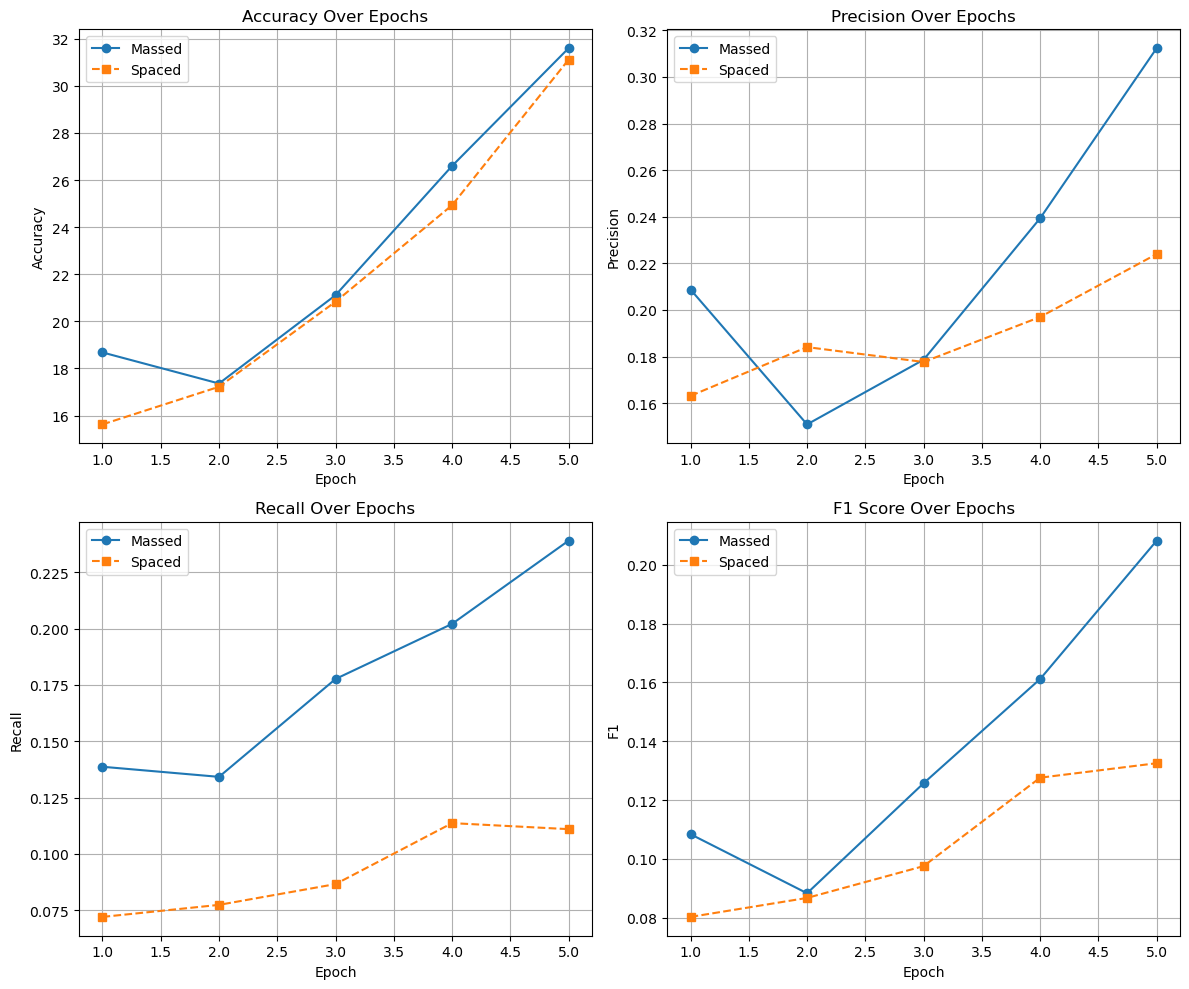 Accuracy Over Epochs
Massed
Spaced
32
30
28
26
24
22
20
18
16
Accuracy
1.0 1.5 2.0 2.5 3.0 3.5 4.0 4.5 5.0
Epoch
Precision Over Epochs
Massed
Spaced
0.32
0.30
0.28
0.26
0.24
0.22
0.20
0.18
0.16
Precision
1.0 1.5 2.0 2.5 3.0 3.5 4.0 4.5 5.0
Epoch
Recall Over Epochs
Massed
Spaced
0.225
0.200
0.175
0.150
0.125
0.100
0.075
Recall
1.0 1.5 2.0 2.5 3.0 3.5 4.0 4.5 5.0
Epoch
F1 Score Over Epochs
Massed
Spaced
0.20
0.18
0.16
0.14
0.12
0.10
0.08
F1
1.0 1.5 2.0 2.5 3.0 3.5 4.0 4.5 5.0
Epoch